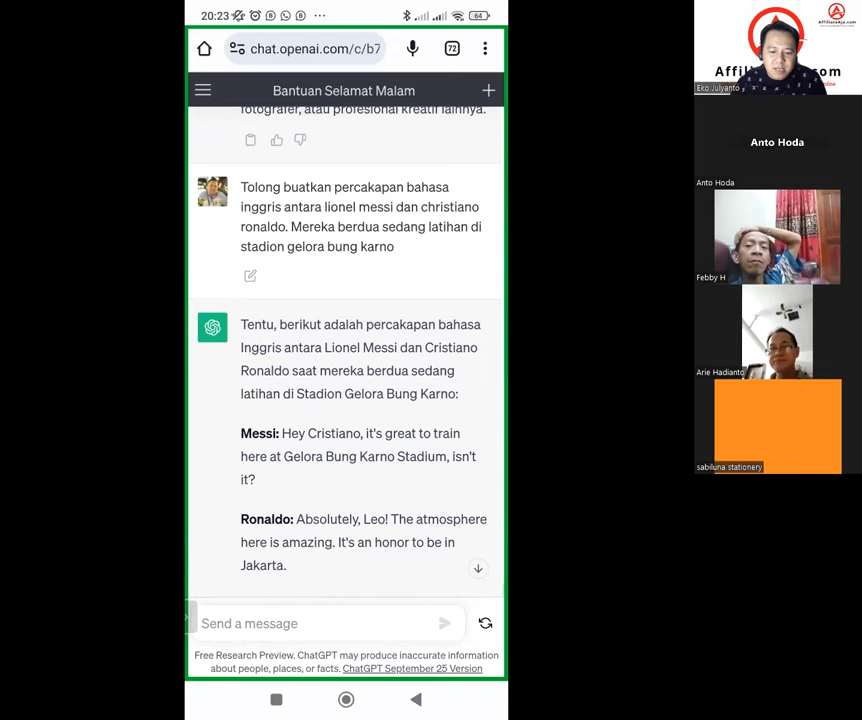 20:23
64
chat.openai.com/c/b7
72
Bantuan Selamat Malam
fotografer, atau profesional kreatif lainnya.
Tolong buatkan percakapan bahasa
inggris antara lionel messi dan christiano
ronaldo. Mereka berdua sedang latihan di
stadion gelora bung karno
Tentu, berikut adalah percakapan bahasa
Inggris antara Lionel Messi dan Cristiano
Ronaldo saat mereka berdua sedang
latihan di Stadion Gelora Bung Karno:
Messi: Hey Cristiano, it's great to train
here at Gelora Bung Karno Stadium, isn't
it?
Ronaldo: Absolutely, Leo! The atmosphere
here is amazing. It's an honor to be in
Jakarta.
Send a message
Free Research Preview. ChatGPT may produce inaccurate information
about people, places, or facts. ChatGPT September 25 Version
AffiliateAja.com
Eko Julyanto
Anto Hoda
Anto Hoda
Febby H
Arie Hadianto
sabiluna stationery